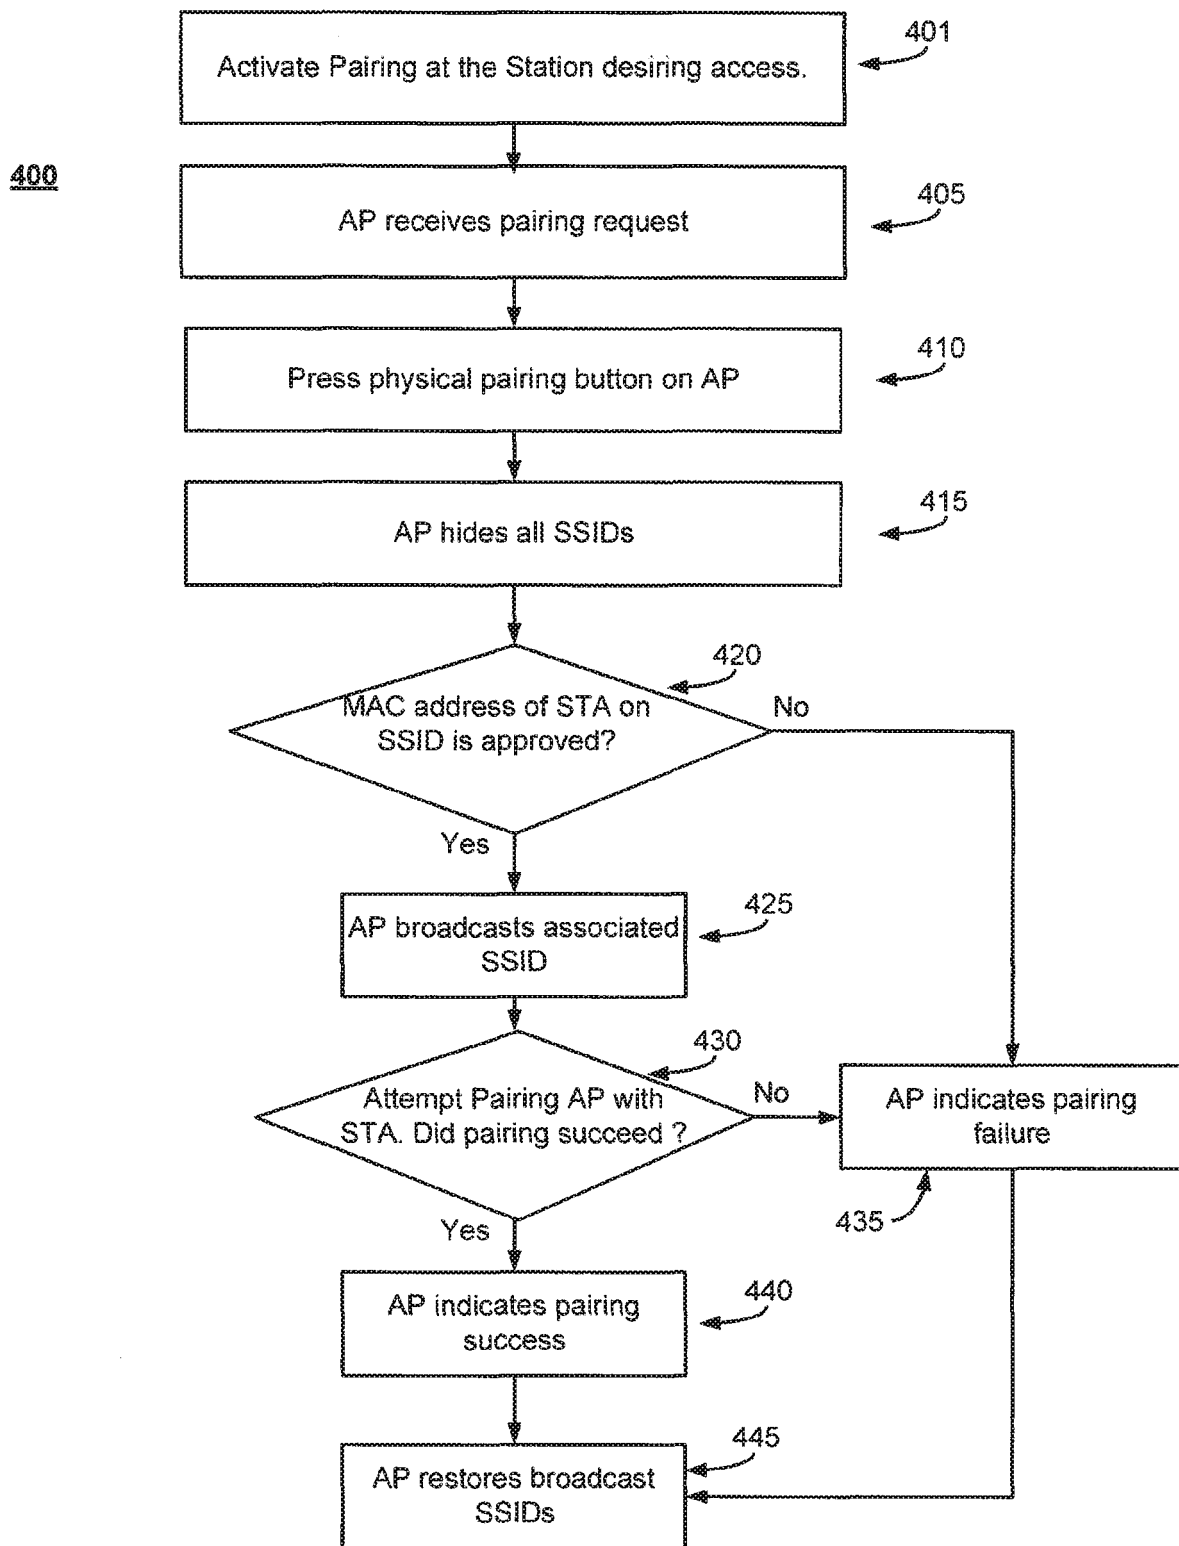 401
Activate Pairing at the Station desiring access.
400
405
AP receives pairing request
410
Press physical pairing button on AP
415
AP hides all SSIDs
420
MAC address of STA on
SSID is approved?
No
Yes
425
AP broadcasts associated
SSID
430
Attempt Pairing AP with
STA. Did pairing succeed ?
No
AP indicates pairing
failure
435
Yes
440
AP indicates pairing
success
445
AP restores broadcast
SSIDs